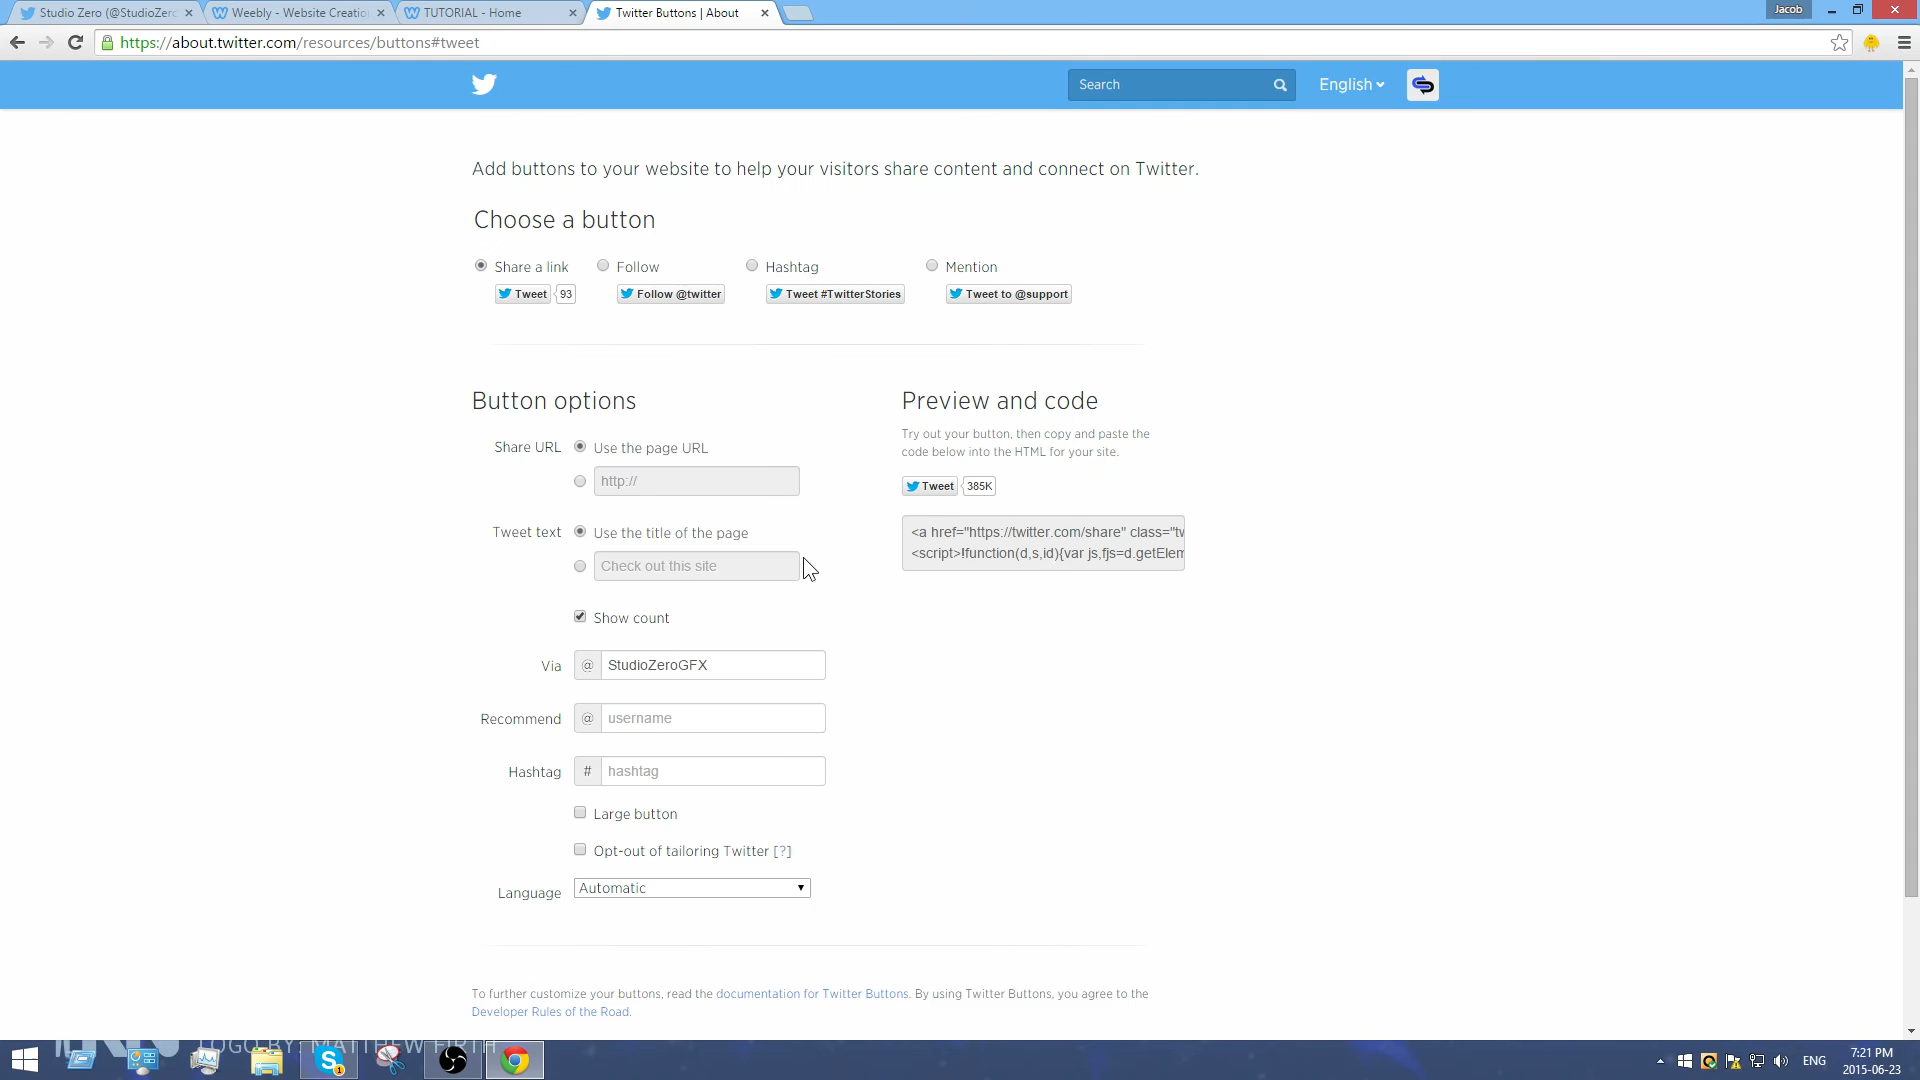 Studio Zero (@StudioZero
Weebly - Website Creation
TUTORIAL - Home
Twitter Buttons | About
Jacob
https://about.twitter.com/resources/buttons#tweet
Search
English
Add buttons to your website to help your visitors share content and connect on Twitter.
Choose a button
Share a link
Follow
Hashtag
Mention
Tweet
93
Follow @twitter
Tweet #TwitterStories
Tweet to @support
Button options
Share URL
Use the page URL
http://
Tweet text
Use the title of the page
Check out this site
Show count
Via
@
StudioZeroGFX
Recommend
@
username
Hashtag
#
hashtag
Large button
Opt-out of tailoring Twitter [?]
Language
Automatic
Preview and code
Try out your button, then copy and paste the
code below into the HTML for your site.
Tweet
385K
<a href="https://twitter.com/share" class="tw
<script>!function(d,s,id){var js,fjs=d.getElem
To further customize your buttons, read the documentation for Twitter Buttons. By using Twitter Buttons, you agree to the
Developer Rules of the Road.
LOGO BY: MATTHEW FIRTH
1
ENG
7:21 PM
2015-06-23